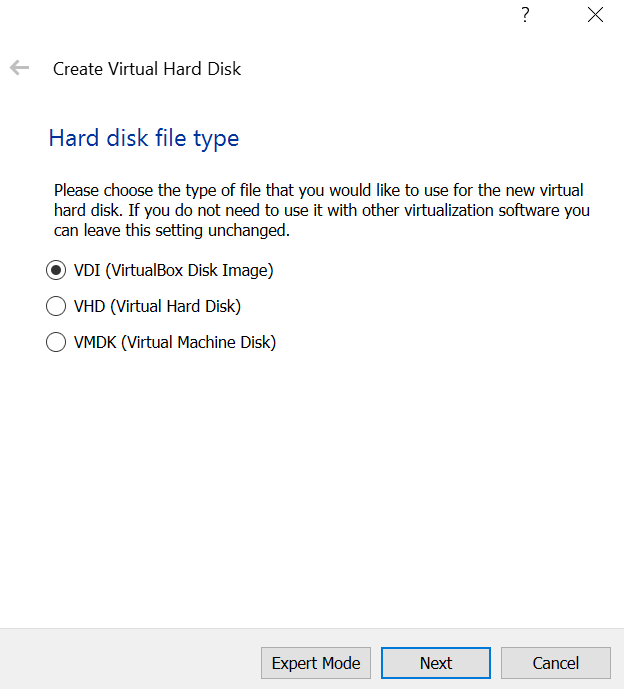 ?
Create Virtual Hard Disk
Hard disk file type
Please choose the type of file that you would like to use for the new virtual
hard disk. If you do not need to use it with other virtualization software you
can leave this setting unchanged.
VDI (VirtualBox Disk Image)
VHD (Virtual Hard Disk)
VMDK (Virtual Machine Disk)
Expert Mode Next Cancel